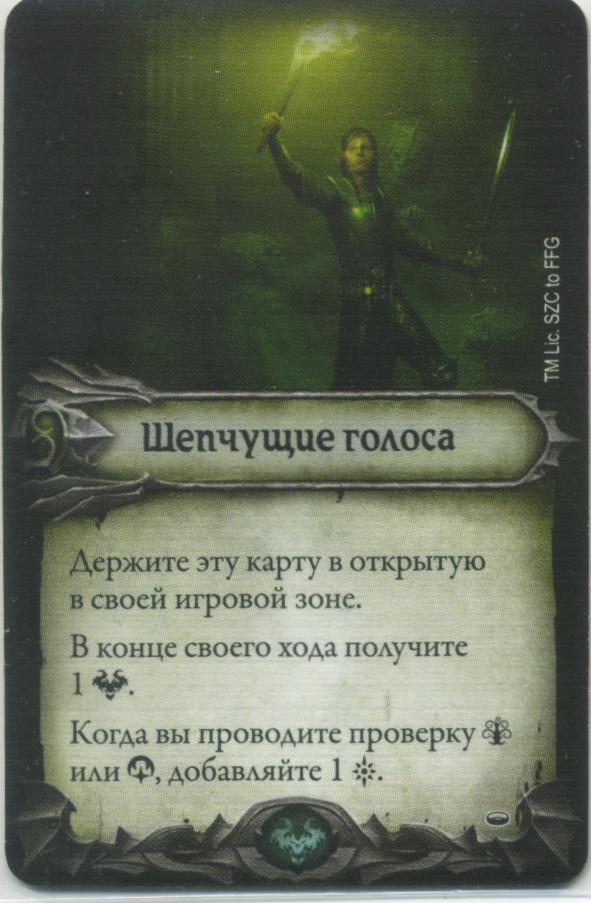 TM Lic. SZC to FFG
Шепчущие голоса
Держите эту карту в открытую
в своей игровой зоне.
В конце своего хода получите
1 .
Когда вы проводите проверку
или , добавляйте 1 .